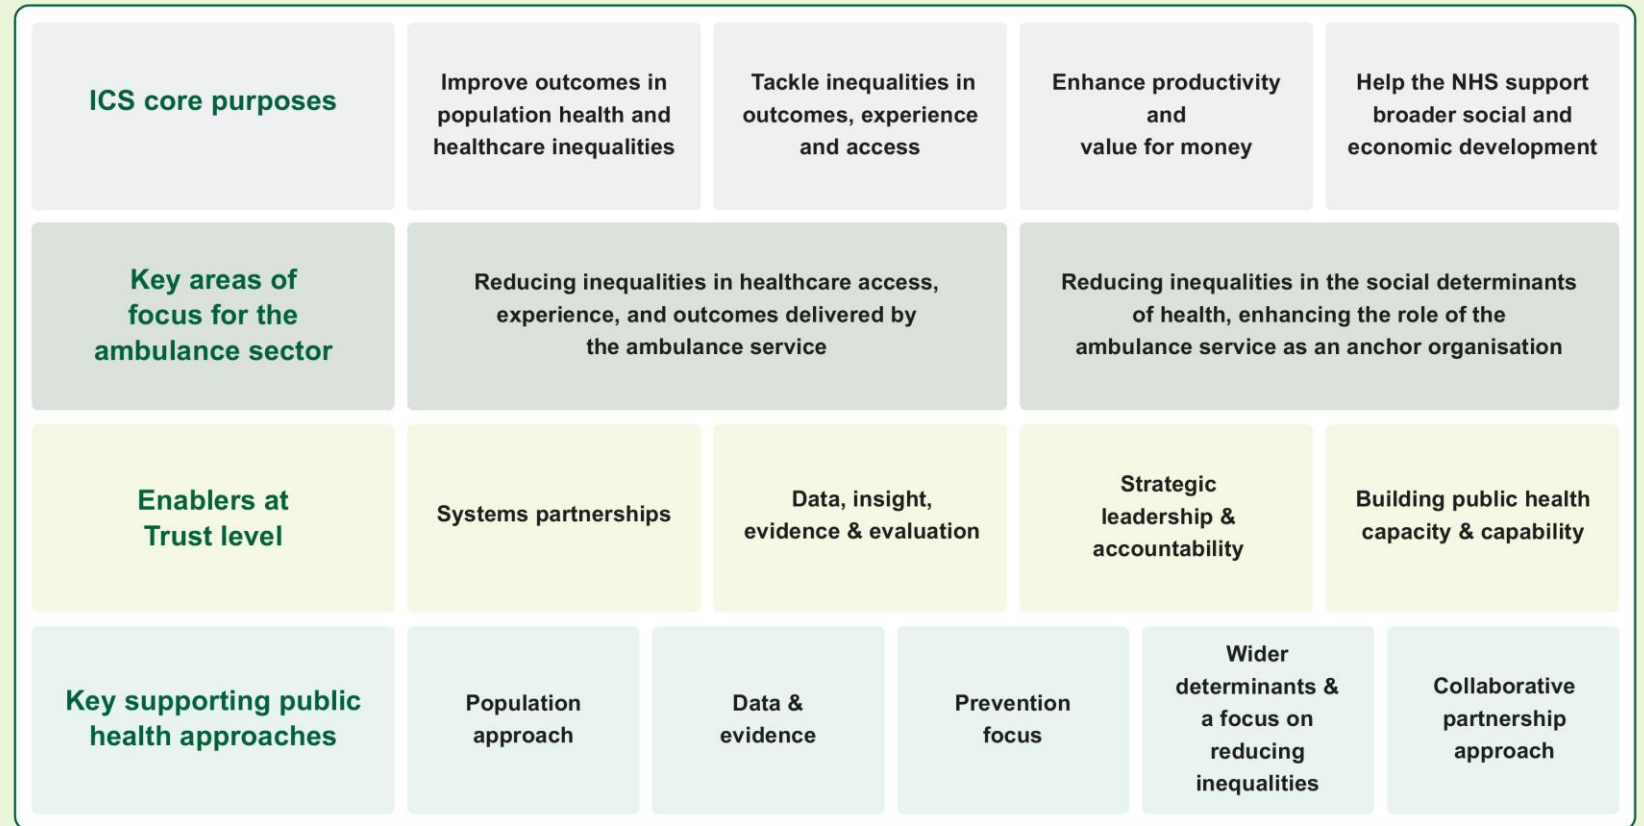 ICS core purposes
Improve outcomes in
population health and
healthcare inequalities
Tackle inequalities in
outcomes, experience
and access
Enhance productivity
and
value for money
Help the NHS support
broader social and
economic development
Key areas of
focus for the
ambulance sector
Reducing inequalities in healthcare access,
experience, and outcomes delivered by
the ambulance service
Reducing inequalities in the social determinants
of health, enhancing the role of the
ambulance service as an anchor organisation
Enablers at
Trust level
Systems partnerships
Data, insight,
evidence & evaluation
Strategic
leadership &
accountability
Building public health
capacity & capability
Key supporting public
health approaches
Population
approach
Data &
evidence
Prevention
focus
Wider
determinants &
a focus on
reducing
inequalities
Collaborative
partnership
approach